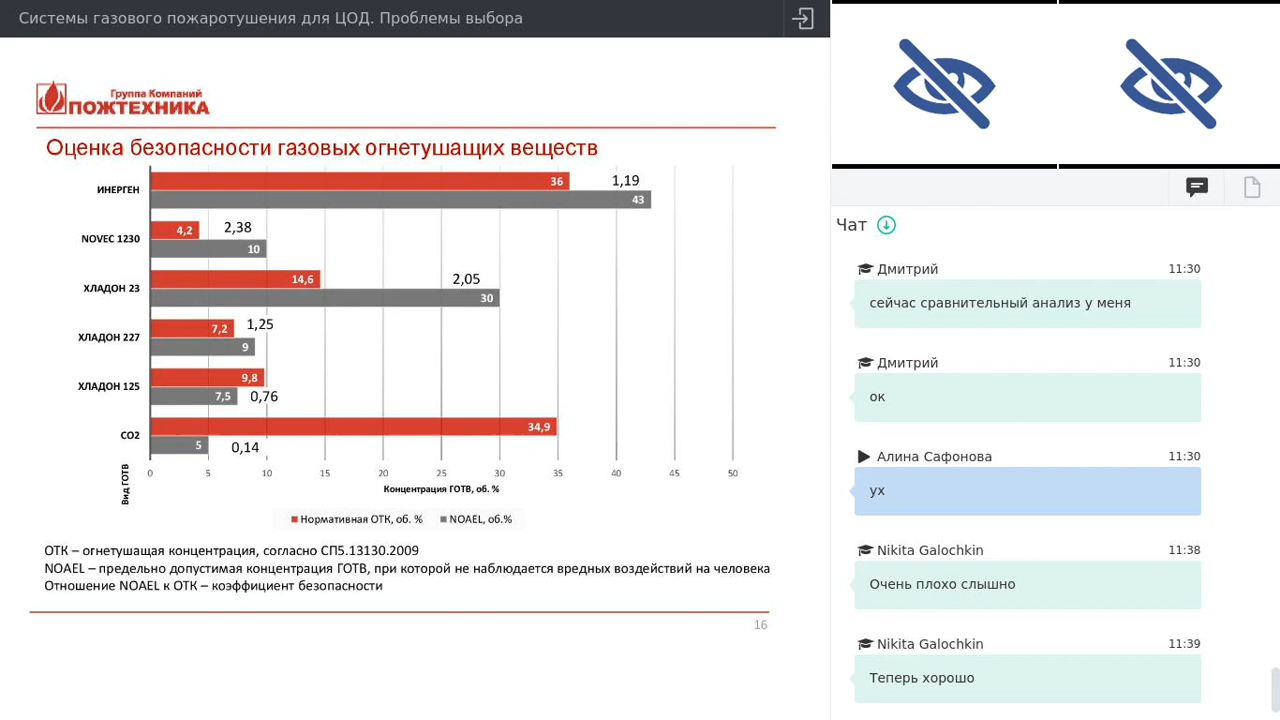 Системы газового пожаротушения для ЦОД. Проблемы выбора
Группа Компаний
ПОЖТЕХНИКА
Оценка безопасности газовых огнетушащих веществ
ИНЕРГЕН
36
1,19
43
NOVEC 1230
4,2
2,38
10
ХЛАДОН 23
14,6
2,05
30
ХЛАДОН 227
7,2
1,25
9
ХЛАДОН 125
9,8
7,5
0,76
CO2
34,9
5
0,14
Вид ГОТВ
0 5 10 15 20 25 30 35 40 45 50
Концентрация ГОТВ, об. %
Нормативная ОТК, об. % NOAEL, об.%
ОТК – огнетушащая концентрация, согласно СП5.13130.2009
NOAEL – предельно допустимая концентрация ГОТВ, при которой не наблюдается вредных воздействий на человека
Отношение NOAEL к ОТК – коэффициент безопасности
16
Чат
Дмитрий 11:30
сейчас сравнительный анализ у меня
Дмитрий 11:30
ок
Алина Сафонова 11:30
ух
Nikita Galochkin 11:38
Очень плохо слышно
Nikita Galochkin 11:39
Теперь хорошо